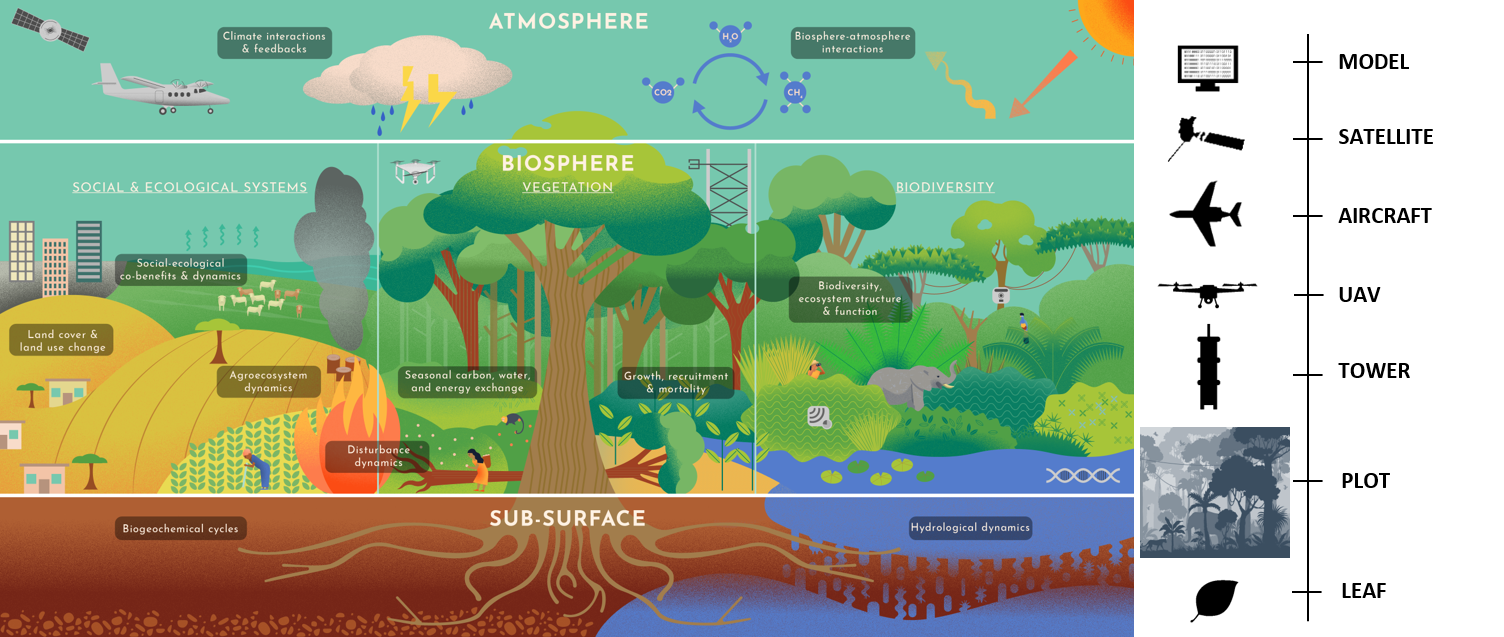 ATMOSPHERE
Climate interactions
& feedbacks
H2O
CO2
CH4
Biosphere-atmosphere
interactions
BIOSPHERE
SOCIAL & ECOLOGICAL SYSTEMS
VEGETATION
BIODIVERSITY
Social-ecological
co-benefits & dynamics
Biodiversity,
ecosystem structure
& function
Land cover &
land use change
Agroecosystem
dynamics
Seasonal carbon, water,
and energy exchange
Growth, recruitment
& mortality
Disturbance
dynamics
SUB-SURFACE
Biogeochemical cycles
Hydrological dynamics
MODEL
SATELLITE
AIRCRAFT
UAV
TOWER
PLOT
LEAF